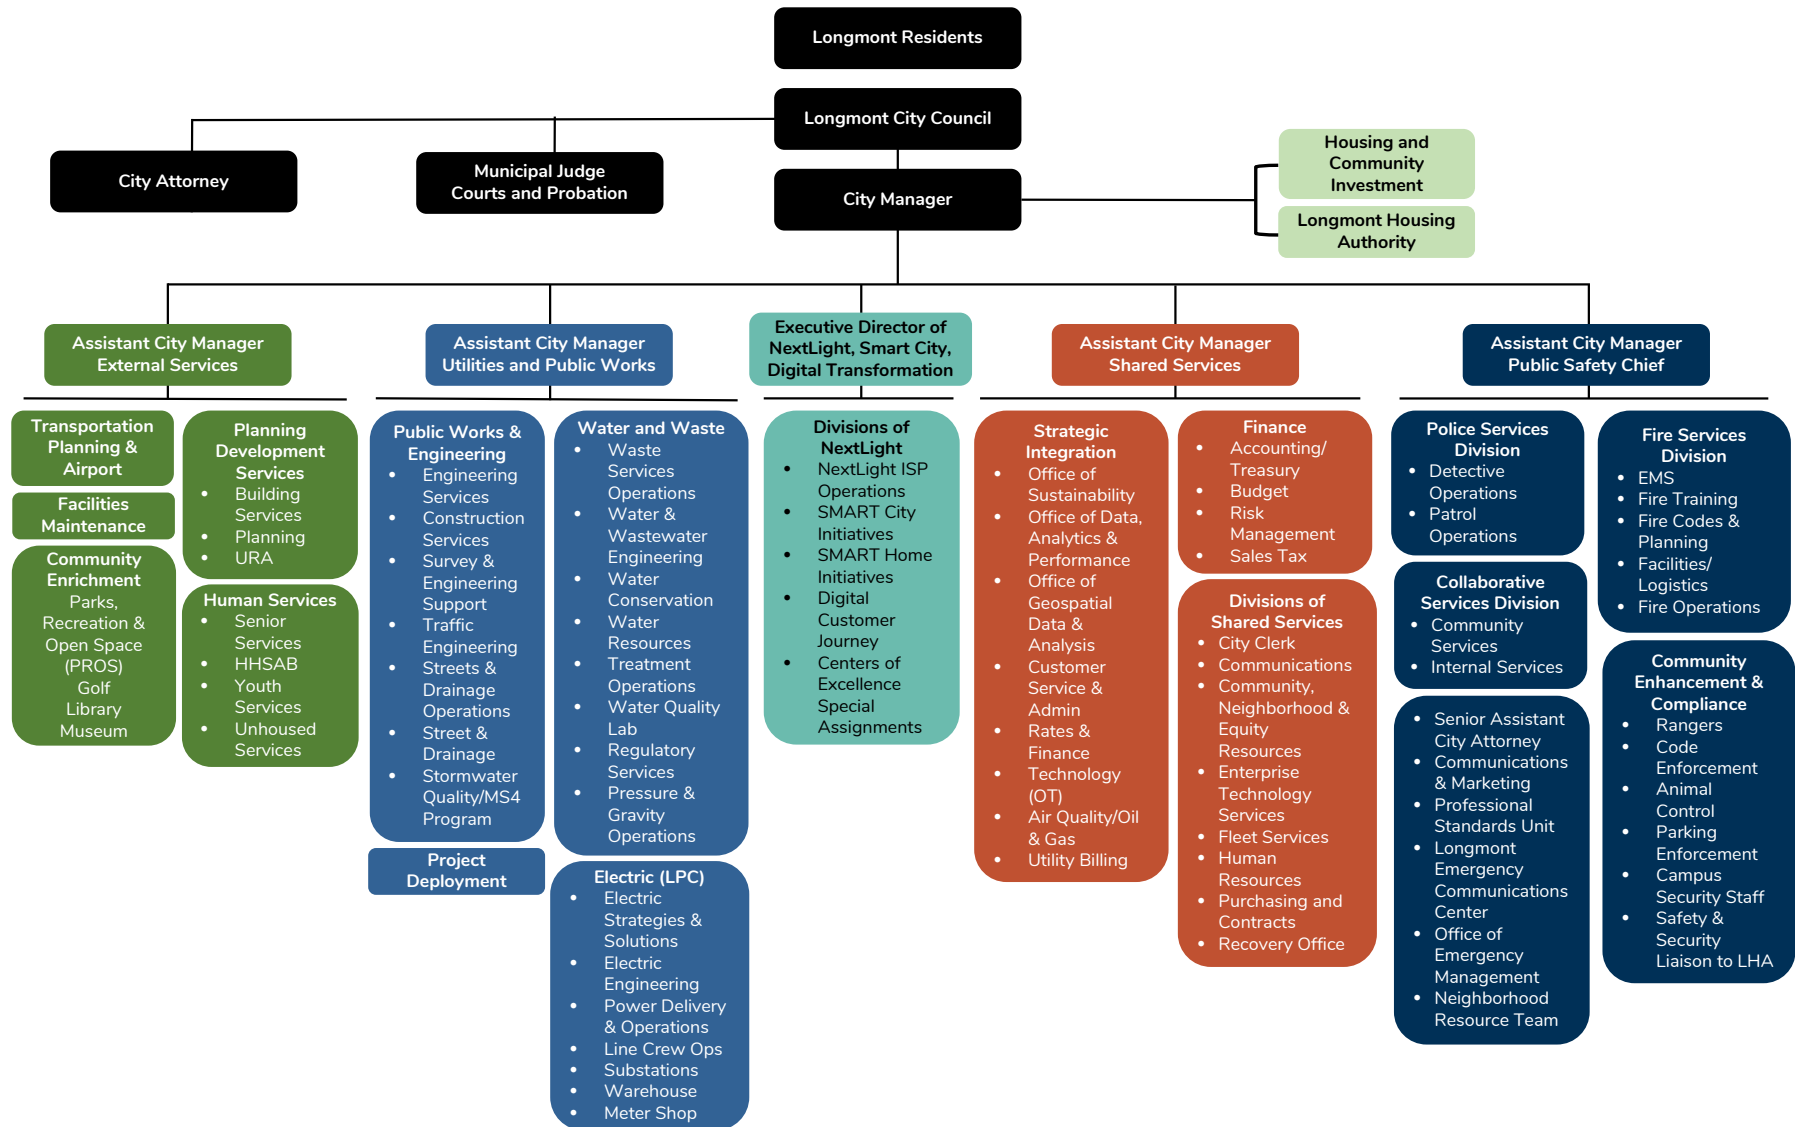 Longmont Residents
Longmont City Council
City Attorney
Municipal Judge
Courts and Probation
City Manager
Housing and
Community
Investment
Longmont Housing
Authority
Assistant City Manager
External Services
Assistant City Manager
Utilities and Public Works
Executive Director of
NextLight, Smart City,
Digital Transformation
Assistant City Manager
Shared Services
Assistant City Manager
Public Safety Chief
Transportation
Planning &
Airport
Facilities
Maintenance
Community
Enrichment
Parks,
Recreation &
Open Space
(PROS)
Golf
Library
Museum
Planning
Development
Services
• Building
Services
• Planning
• URA
Human Services
• Senior
Services
• HHSAB
• Youth
Services
• Unhoused
Services
Public Works &
Engineering
• Engineering
Services
• Construction
Services
• Survey &
Engineering
Support
• Traffic
Engineering
• Streets &
Drainage
Operations
• Street &
Drainage
• Stormwater
Quality/MS4
Program
Project
Deployment
Water and Waste
• Waste
Services
Operations
• Water &
Wastewater
Engineering
• Water
Conservation
• Water
Resources
• Treatment
Operations
• Water Quality
Lab
• Regulatory
Services
• Pressure &
Gravity
Operations
Electric (LPC)
• Electric
Strategies &
Solutions
• Electric
Engineering
• Power Delivery
& Operations
• Line Crew Ops
• Substations
• Warehouse
• Meter Shop
Divisions of
NextLight
• NextLight ISP
Operations
• SMART City
Initiatives
• SMART Home
Initiatives
• Digital
Customer
Journey
• Centers of
Excellence
Special
Assignments
Strategic
Integration
• Office of
Sustainability
• Office of Data,
Analytics &
Performance
• Office of
Geospatial
Data &
Analysis
• Customer
Service &
Admin
• Rates &
Finance
• Technology
(OT)
• Air Quality/Oil
& Gas
• Utility Billing
Finance
• Accounting/
Treasury
• Budget
• Risk
Management
• Sales Tax
Divisions of
Shared Services
• City Clerk
• Communications
• Community,
Neighborhood &
Equity
Resources
• Enterprise
Technology
Services
• Fleet Services
• Human
Resources
• Purchasing and
Contracts
• Recovery Office
Police Services
Division
• Detective
Operations
• Patrol
Operations
Collaborative
Services Division
• Community
Services
• Internal Services
• Senior Assistant
City Attorney
• Communications
& Marketing
• Professional
Standards Unit
• Longmont
Emergency
Communications
Center
• Office of
Emergency
Management
• Neighborhood
Resource Team
Fire Services
Division
• EMS
• Fire Training
• Fire Codes &
Planning
• Facilities/
Logistics
• Fire Operations
Community
Enhancement &
Compliance
• Rangers
• Code
Enforcement
• Animal
Control
• Parking
Enforcement
• Campus
Security Staff
• Safety &
Security
Liaison to LHA